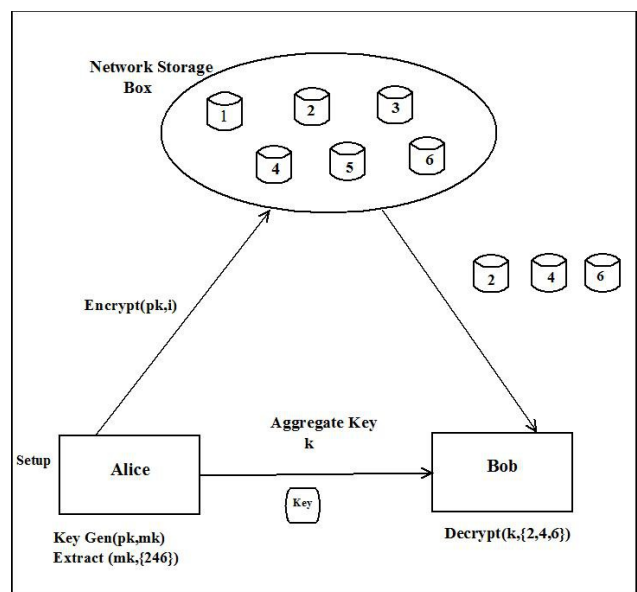 Network Storage
Box
1
2
3
4
5
6
2
4
6
Encrypt(pk,i)
Aggregate Key
k
Setup
Alice
Key
Bob
Key Gen(pk,mk)
Extract (mk,{246})
Decrypt(k,{2,4,6})